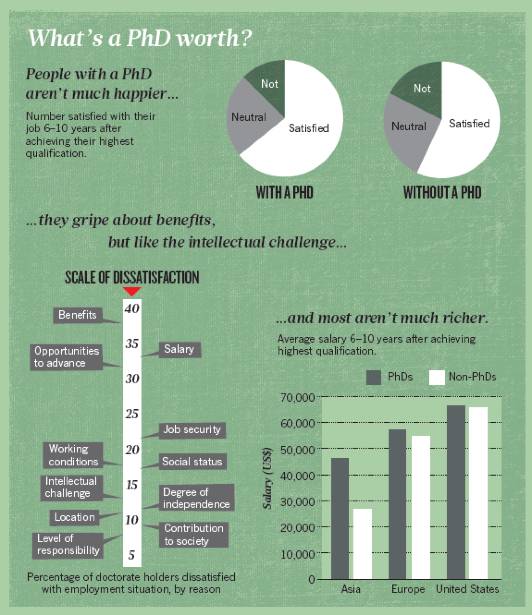 What's a PhD worth?
People with a PhD
aren't much happier...
Number satisfied with their
job 6–10 years after
achieving their highest
qualification.
Not
Neutral
Satisfied
WITH A PHD
Not
Neutral
Satisfied
WITHOUT A PHD
...they gripe about benefits,
but like the intellectual challenge...
SCALE OF DISSATISFACTION
40
35
30
25
20
15
10
5
Benefits
Opportunities
to advance
Working
conditions
Intellectual
challenge
Location
Level of
responsibility
Salary
Job security
Social status
Degree of
independence
Contribution
to society
Percentage of doctorate holders dissatisfied
with employment situation, by reason
...and most aren't much richer.
Average salary 6–10 years after achieving
highest qualification.
PhDs
Non-PhDs
Salary (US$)
70,000
60,000
50,000
40,000
30,000
20,000
10,000
0
Asia
Europe
United States